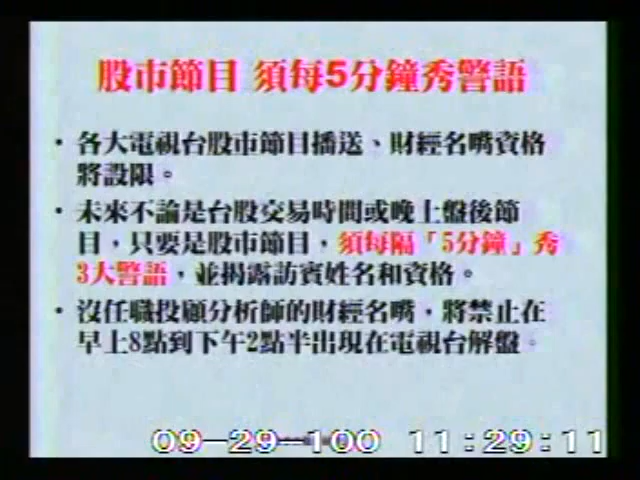 股市節目 須每5分鐘秀警語
• 各大電視台股市節目播送、財經名嘴資格
將設限。
• 未來不論是台股交易時間或晚上盤後節
目，只要是股市節目，須每隔「5分鐘」秀
3大警語，並揭露訪賓姓名和資格。
• 沒任職投顧分析師的財經名嘴，將禁止在
早上8點到下午2點半出現在電視台解盤。
09-29-100 11:29:11